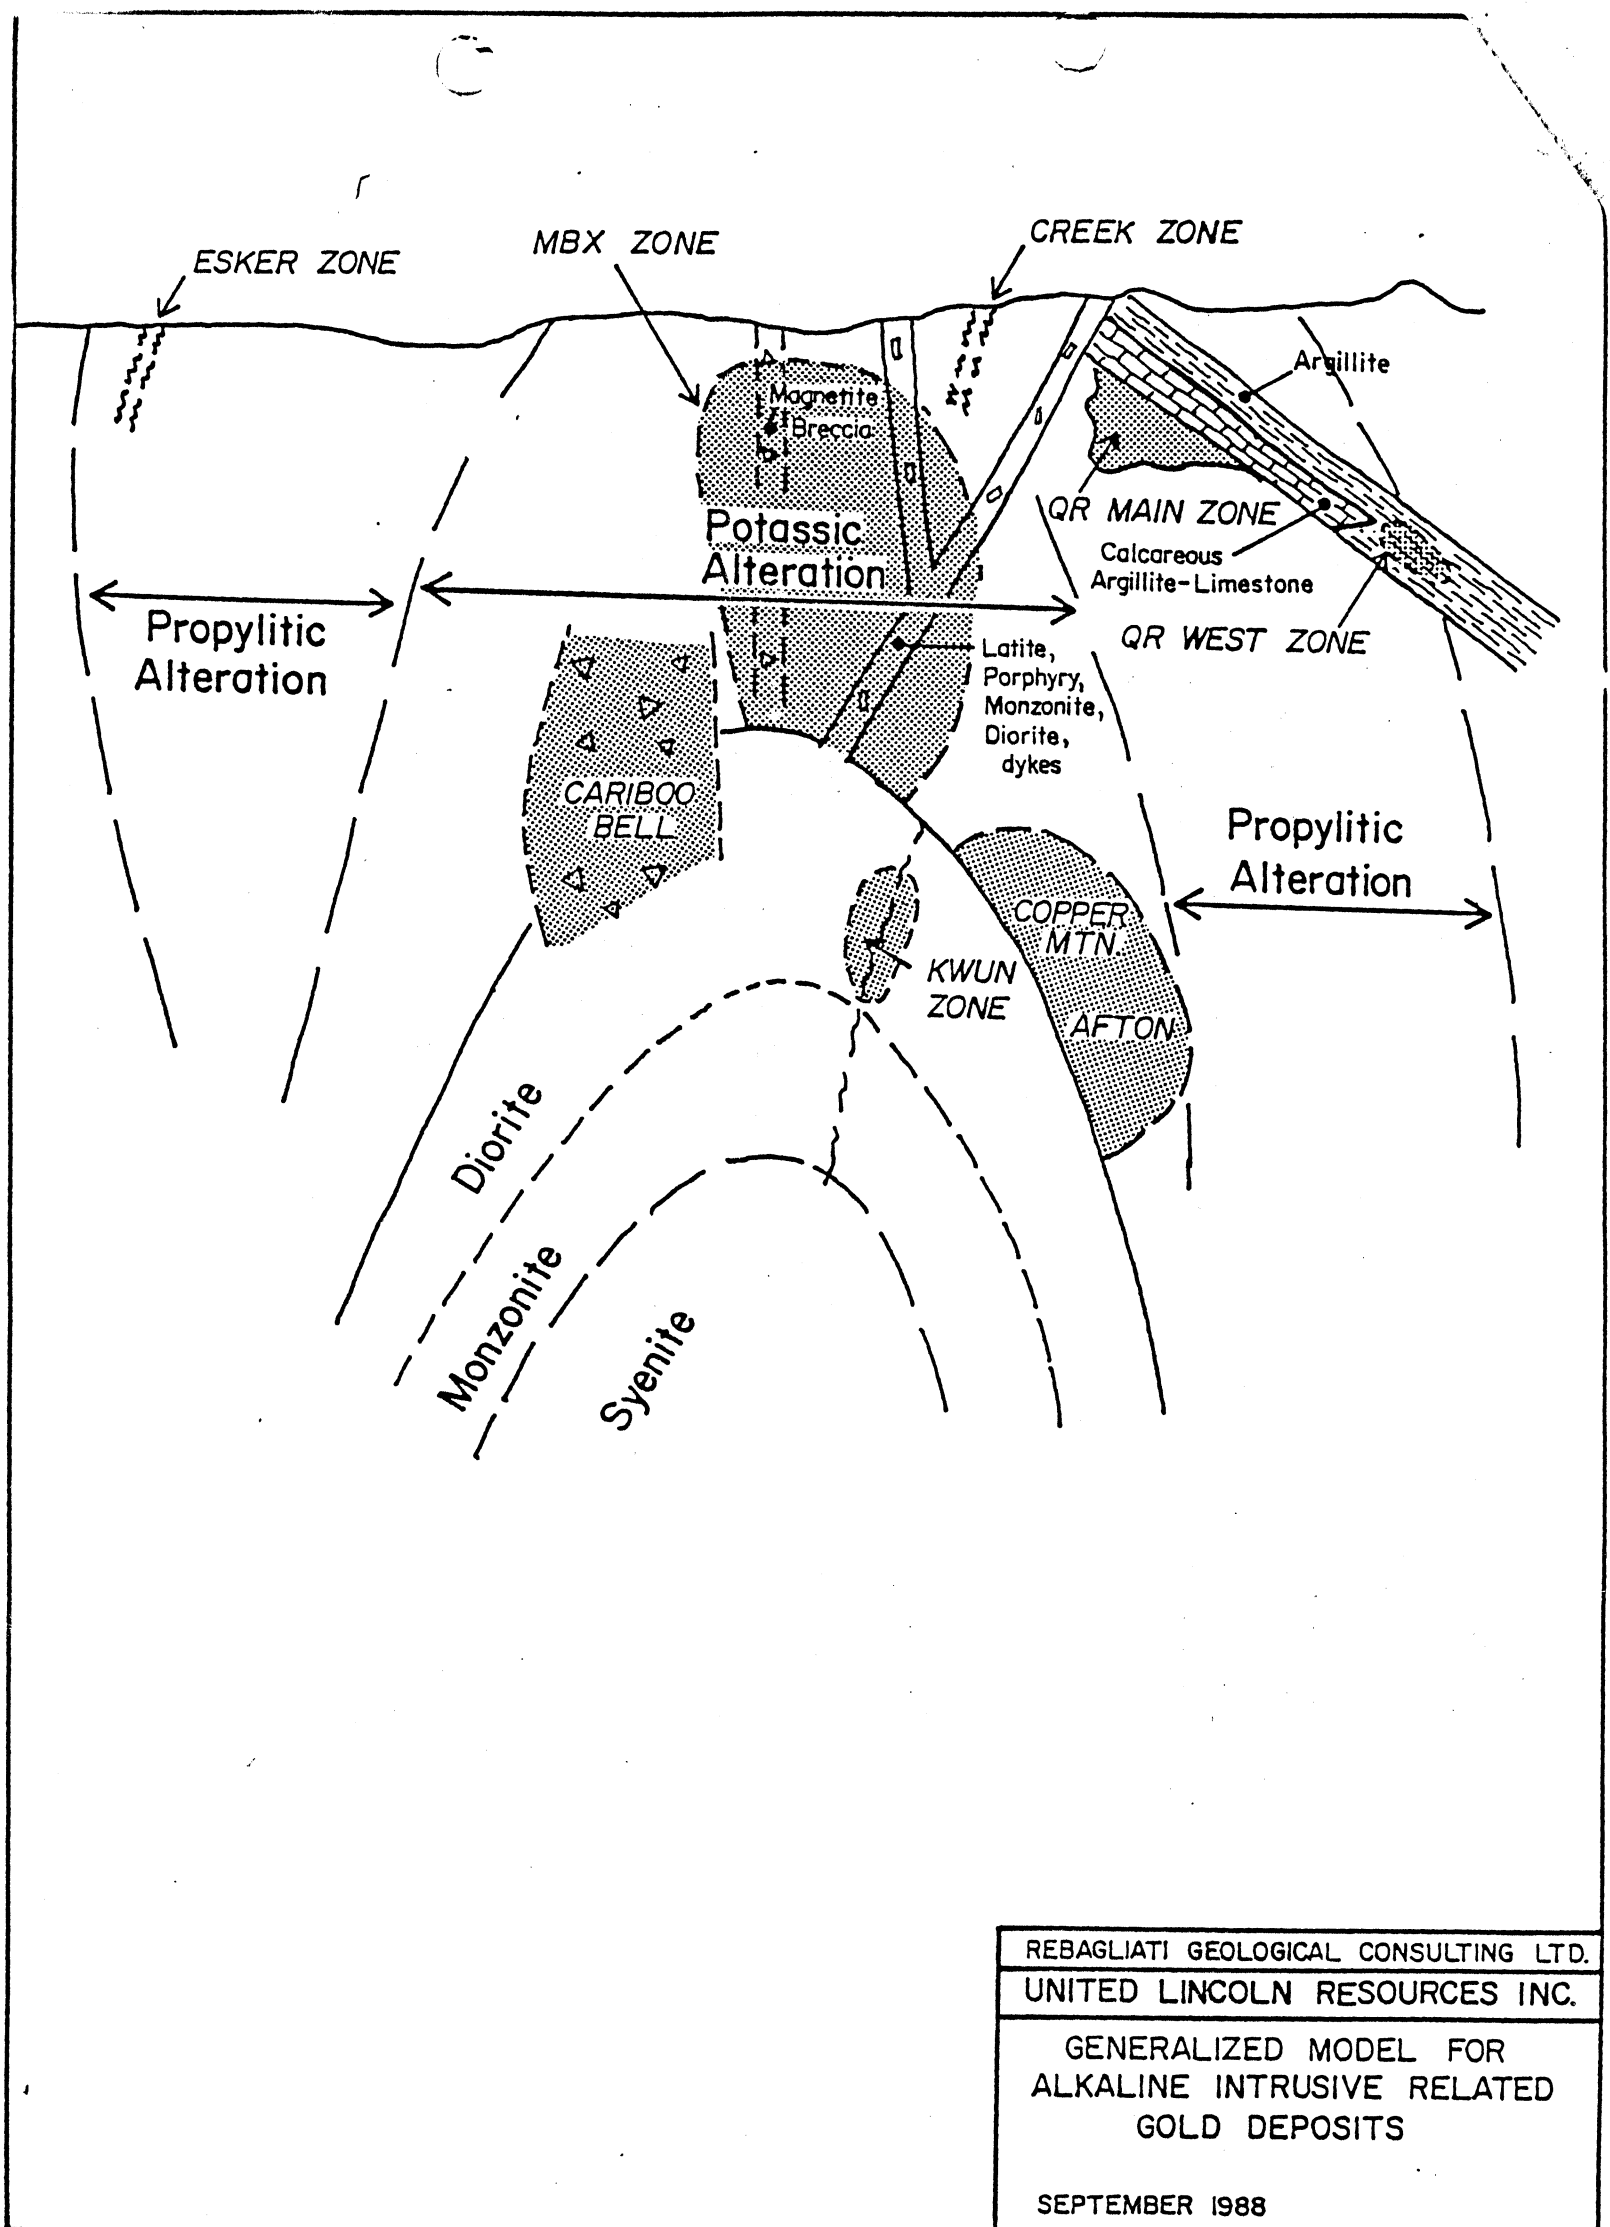 CREEK ZONE
MBX ZONE
ESKER ZONE
Argillite
Magnetite
Breccia
QR MAIN ZONE
Potassic
Alteration
Calcareous
Argillite-Limestone
Propylitic
Alteration
QR WEST ZONE
Latite,
Porphyry,
Monzonite,
Diorite,
dykes
CARIBOO
BELL
Propylitic
Alteration
COPPER
MTN.
KWUN
ZONE
AFTON
Diorite
Monzonite
Syenite
REBAGLIATI GEOLOGICAL CONSULTING LTD.
UNITED LINCOLN RESOURCES INC.
GENERALIZED MODEL FOR
ALKALINE INTRUSIVE RELATED
GOLD DEPOSITS
SEPTEMBER 1988